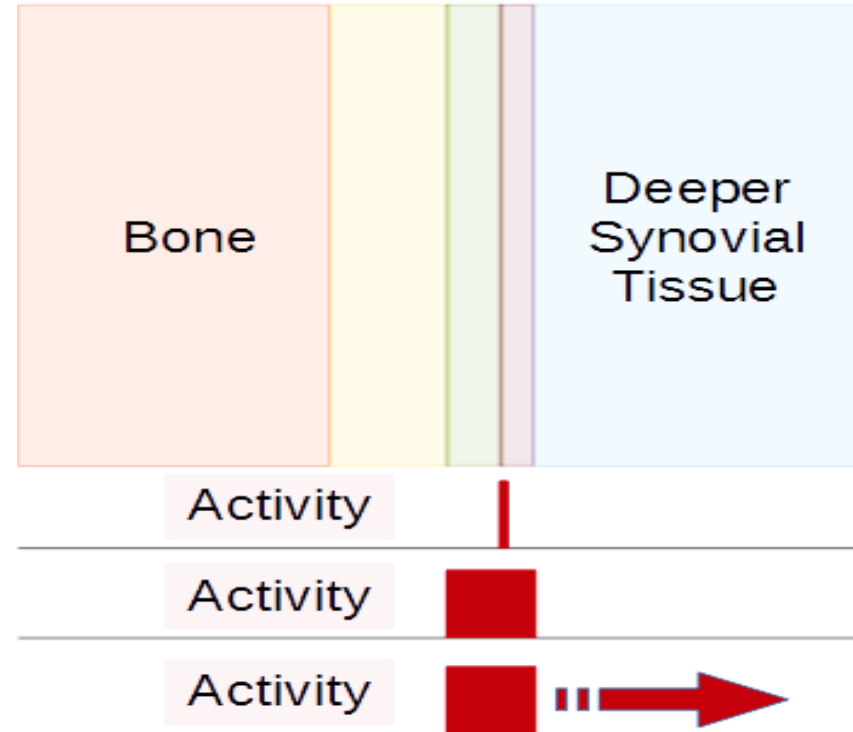 Bone
Deeper
Synovial
Tissue
Activity
Activity
Activity